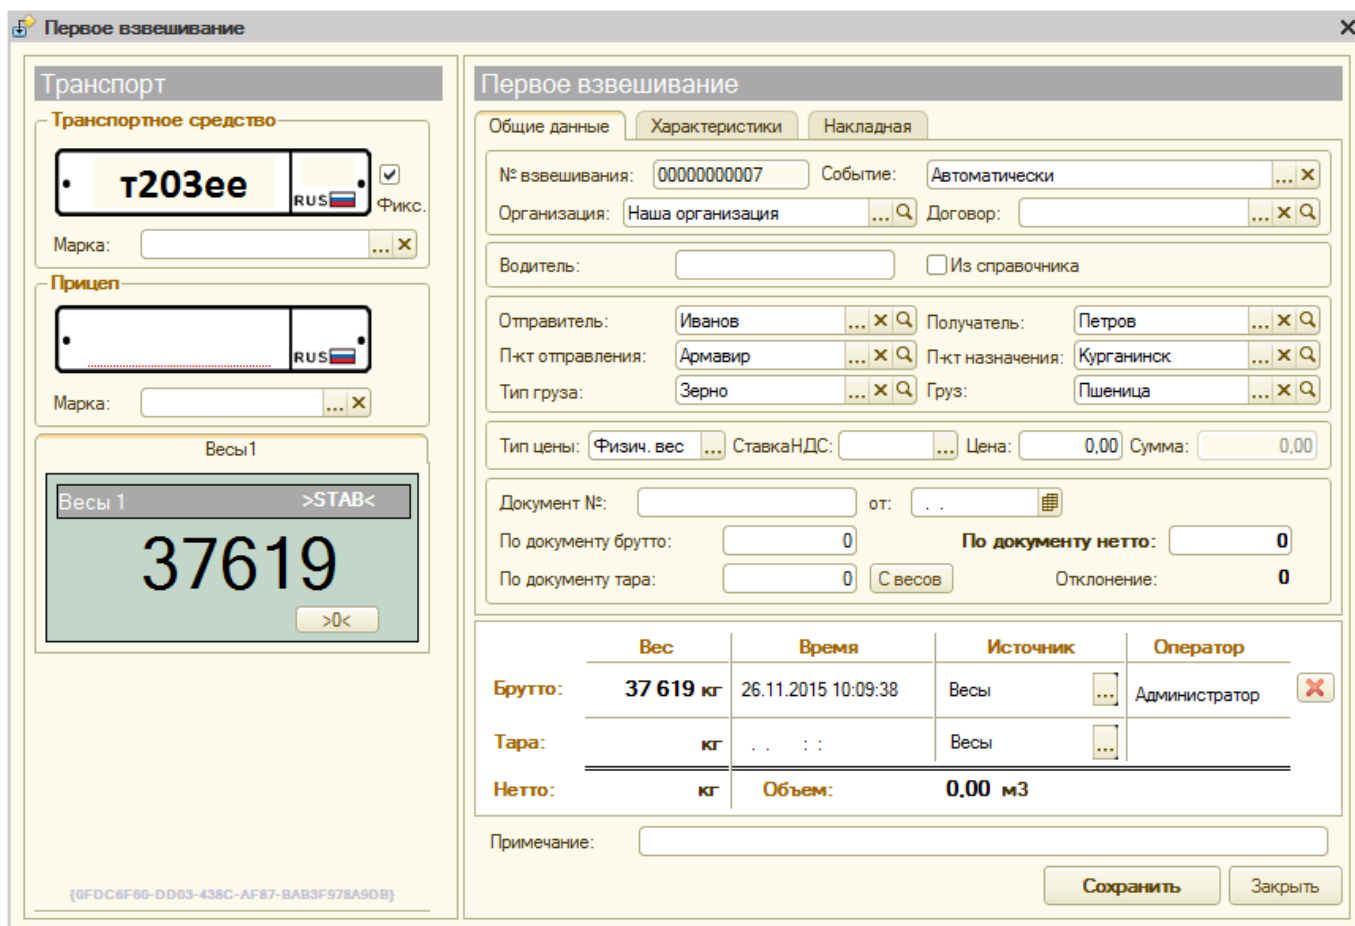 Первое взвешивание
Транспорт
Транспортное средство
т203ее
RUS
Фикс.
Марка:
Прицеп
RUS
Марка:
Весы1
Весы 1 >STAB<
37619
>0<
{0FDC6F60-DD03-438C-AF87-BAB3F978A9DB}
Первое взвешивание
Общие данные Характеристики Накладная
№ взвешивания: 00000000007 Событие: Автоматически ...
Организация: Наша организация ... Договор: ...
Водитель: Из справочника
Отправитель: Иванов ... Получатель: Петров ...
П-кт отправления: Армавир ... П-кт назначения: Курганинск ...
Тип груза: Зерно ... Груз: Пшеница ...
Тип цены: Физич. вес ... СтавкаНДС: ... Цена: 0,00 Сумма: 0,00
Документ №: от: . .
По документу брутто: 0 По документу нетто: 0
По документу тара: 0 С весов Отклонение: 0
Вес Время Источник Оператор
Брутто: 37 619 кг 26.11.2015 10:09:38 Весы ... Администратор
Тара: кг . . : : Весы ...
Нетто: кг Объем: 0,00 м3
Примечание:
Сохранить Закрыть